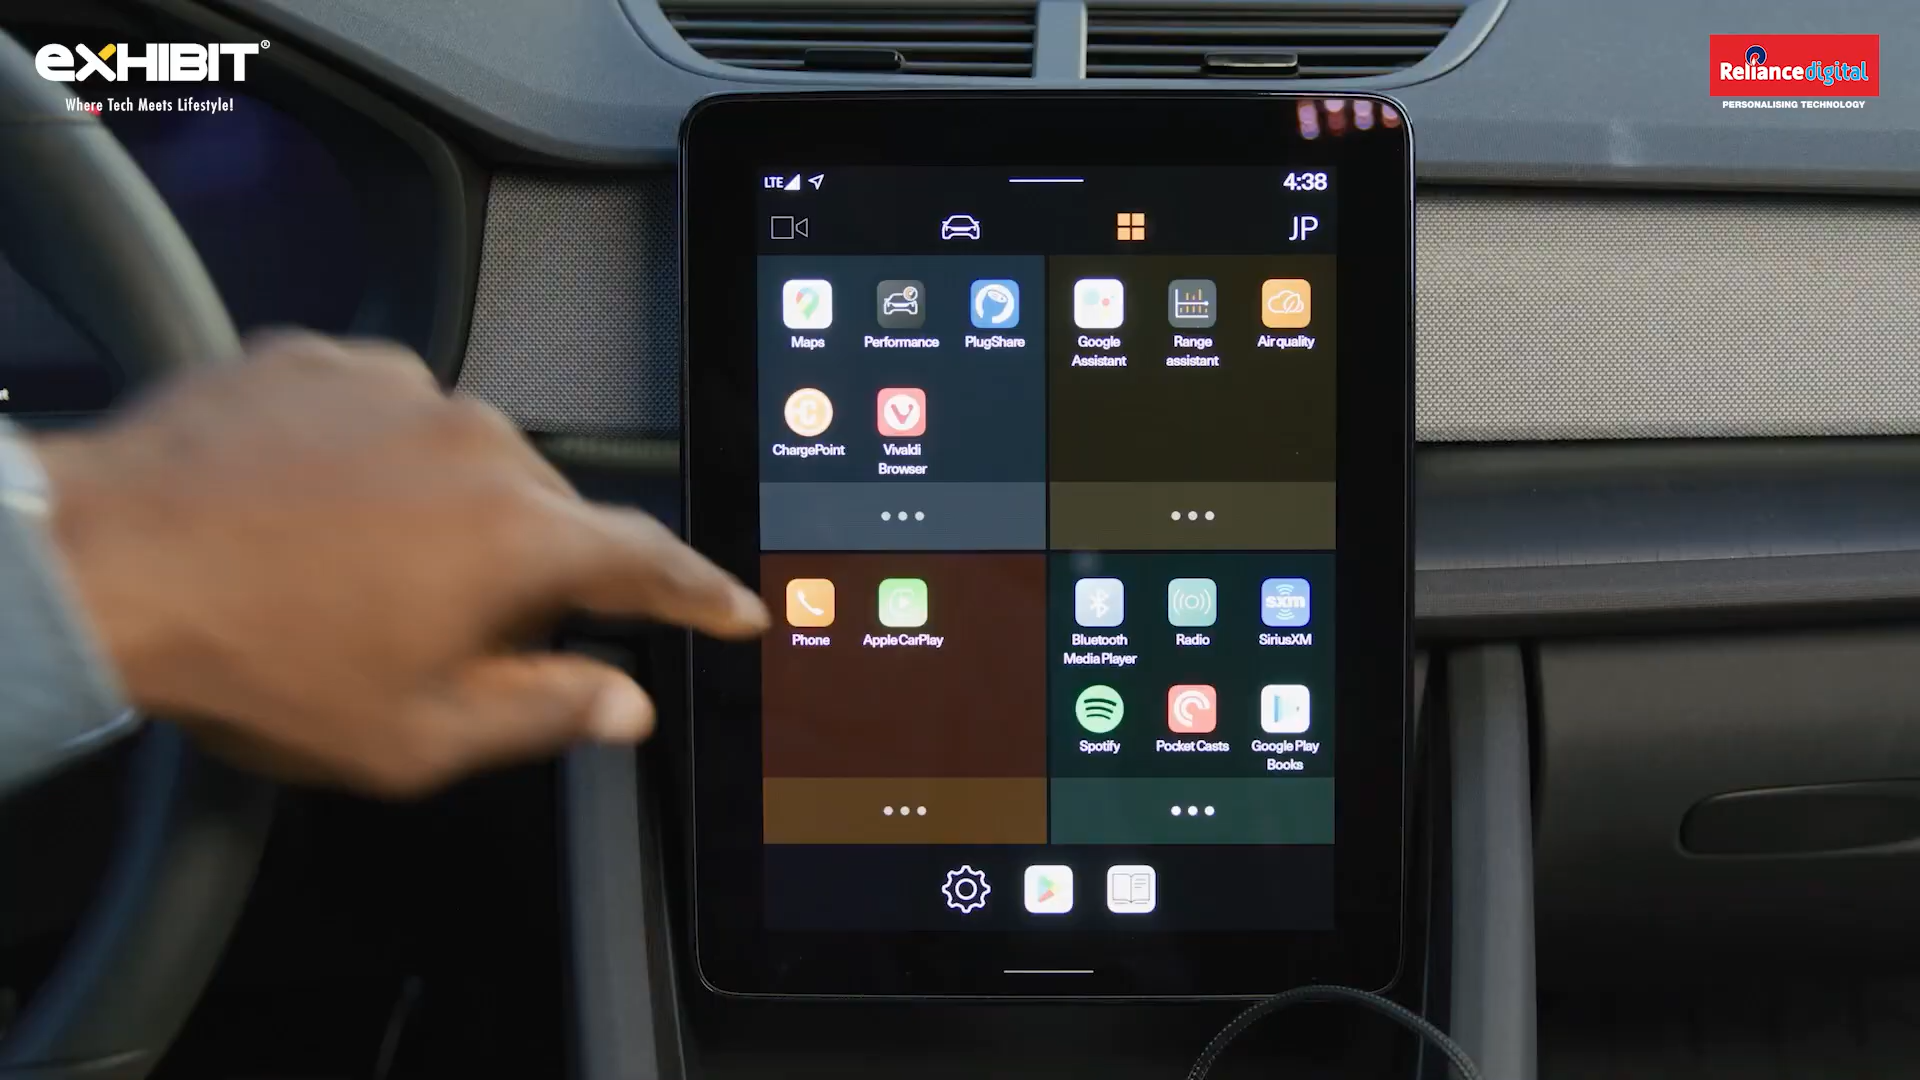 eXHIBIT®
Where Tech Meets Lifestyle!
Reliance digital
PERSONALISING TECHNOLOGY
LTE
4:38
JP
Maps
Performance
PlugShare
ChargePoint
Vivaldi
Browser
Google
Assistant
Range
assistant
Air quality
Phone
Apple CarPlay
Bluetooth
Media Player
Radio
sxm
SiriusXM
Spotify
Pocket Casts
Google Play
Books